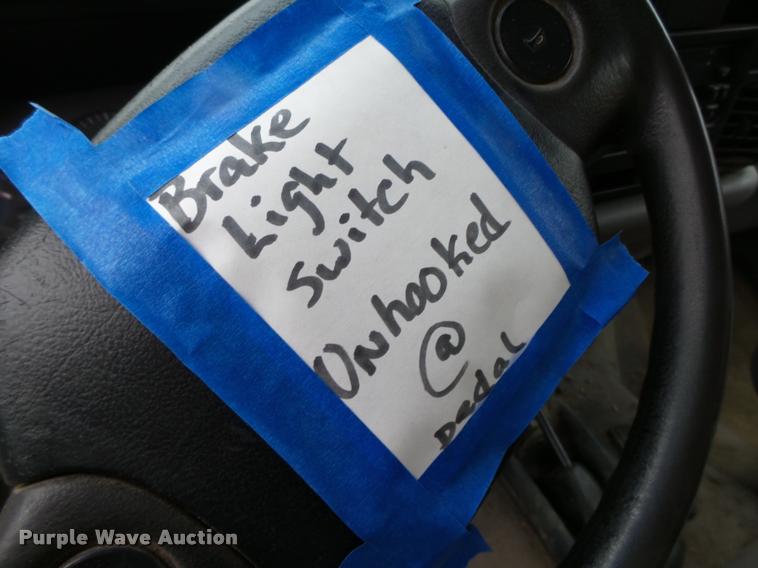 Brake
Light
Switch
Unhooked
@
pedal
Purple Wave Auction